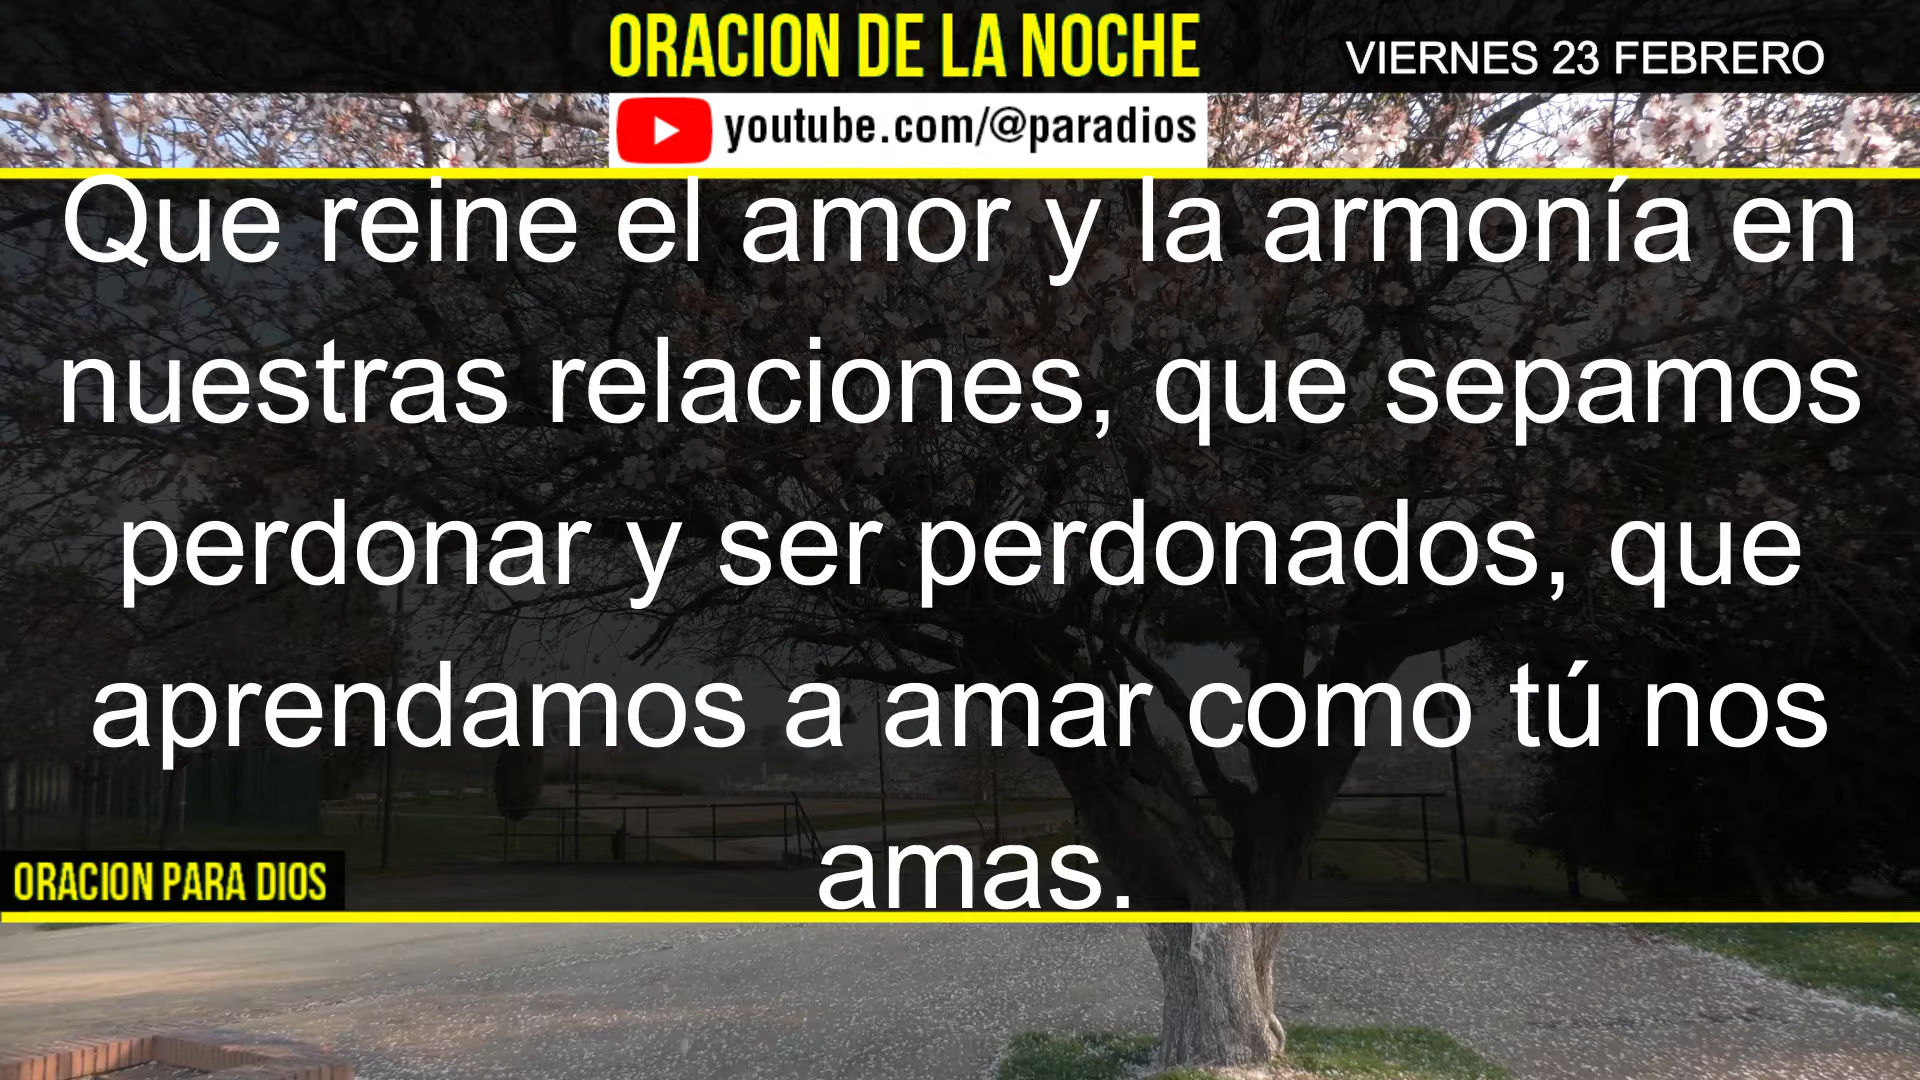 ORACION DE LA NOCHE
VIERNES 23 FEBRERO
youtube.com/@paradios
Que reine el amor y la armonía en
nuestras relaciones, que sepamos
perdonar y ser perdonados, que
aprendamos a amar como tú nos
amas.
ORACION PARA DIOS